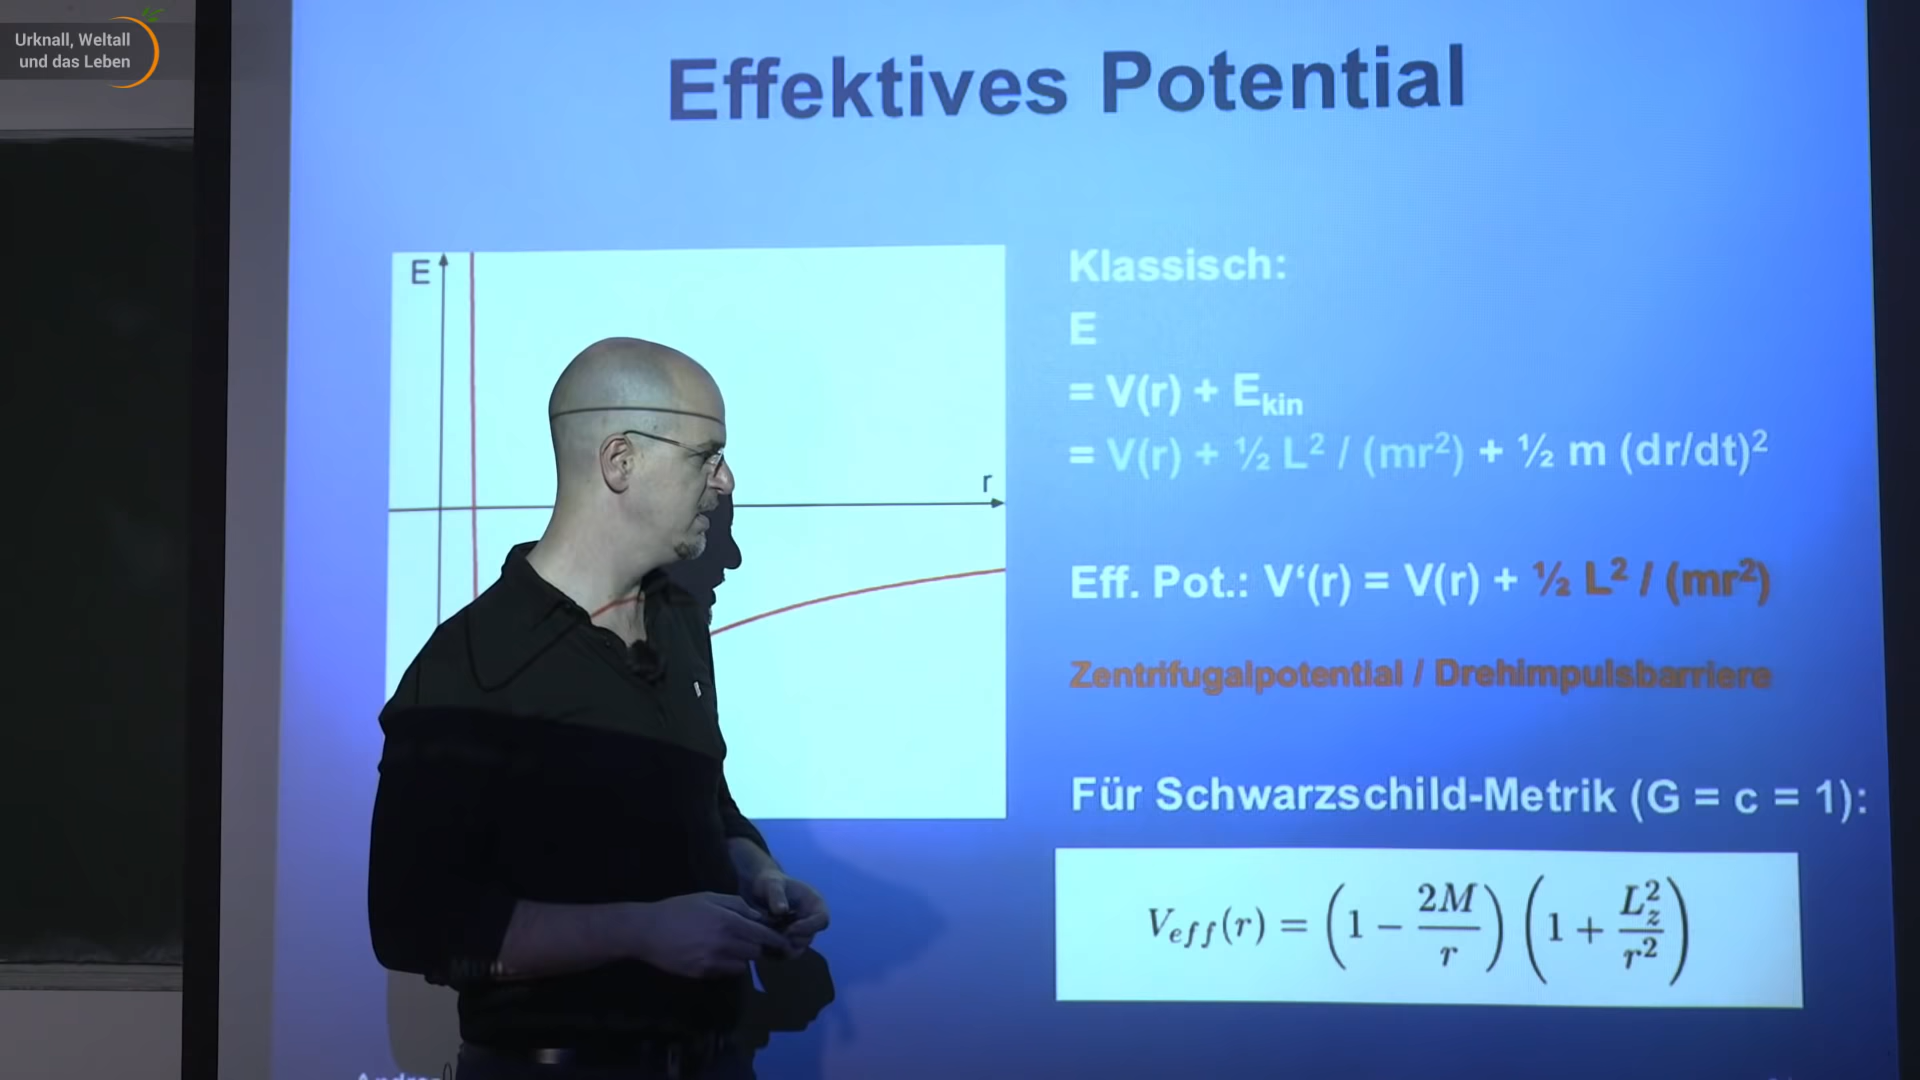 Urknall, Weltall
und das Leben
Effektives Potential
E
r
Klassisch:
E
= V(r) + E_kin
= V(r) + ½ L² / (mr²) + ½ m (dr/dt)²
Eff. Pot.: V‘(r) = V(r) + ½ L² / (mr²)
Zentrifugalpotential / Drehimpulsbarriere
Für Schwarzschild-Metrik (G = c = 1):
V_eff(r) = (1 − 2M/r) (1 + L_z²/r²)